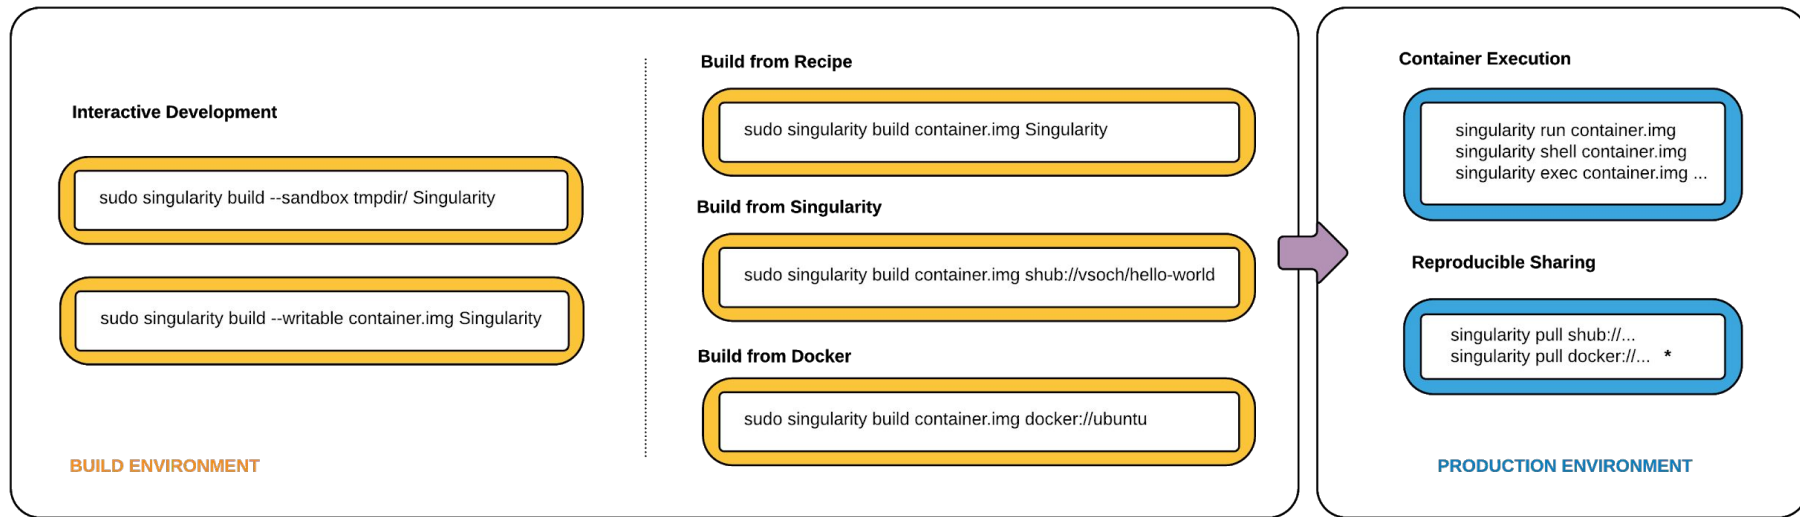 Interactive Development
sudo singularity build --sandbox tmpdir/ Singularity
sudo singularity build --writable container.img Singularity
BUILD ENVIRONMENT
Build from Recipe
sudo singularity build container.img Singularity
Build from Singularity
sudo singularity build container.img shub://vsoch/hello-world
Build from Docker
sudo singularity build container.img docker://ubuntu
Container Execution
singularity run container.img
singularity shell container.img
singularity exec container.img ...
Reproducible Sharing
singularity pull shub://...
singularity pull docker://... *
PRODUCTION ENVIRONMENT